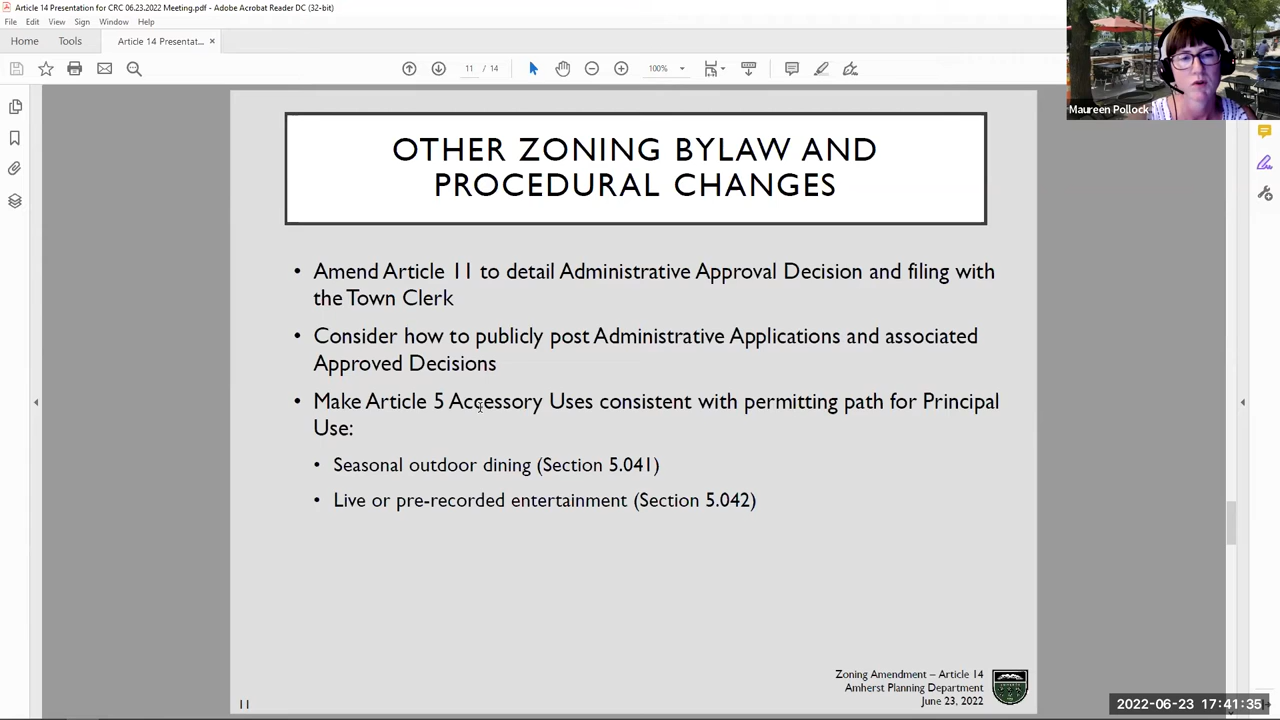 Article 14 Presentation for CRC 06.23.2022 Meeting.pdf - Adobe Acrobat Reader DC (32-bit)
File Edit View Sign Window Help
Home Tools Article 14 Presentat... ×
11 / 14 100%
Maureen Pollock
OTHER ZONING BYLAW AND
PROCEDURAL CHANGES
• Amend Article 11 to detail Administrative Approval Decision and filing with
the Town Clerk
• Consider how to publicly post Administrative Applications and associated
Approved Decisions
• Make Article 5 Accessory Uses consistent with permitting path for Principal
Use:
• Seasonal outdoor dining (Section 5.041)
• Live or pre-recorded entertainment (Section 5.042)
Zoning Amendment – Article 14
Amherst Planning Department
June 23, 2022
11
2022-06-23 17:41:35